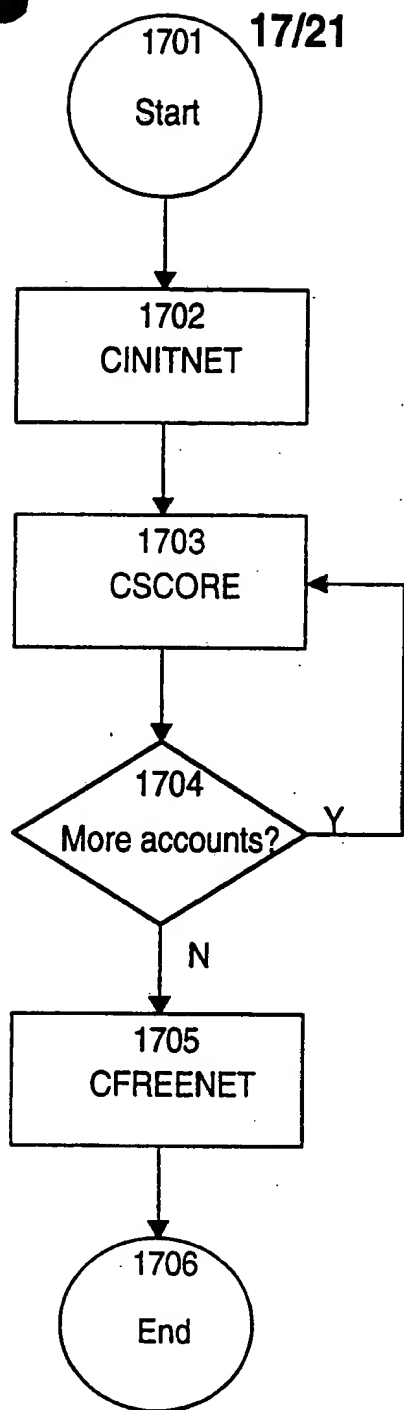 17/21
1701
Start
1702
CINITNET
1703
CSCORE
1704
More accounts?
Y
N
1705
CFREENET
1706
End